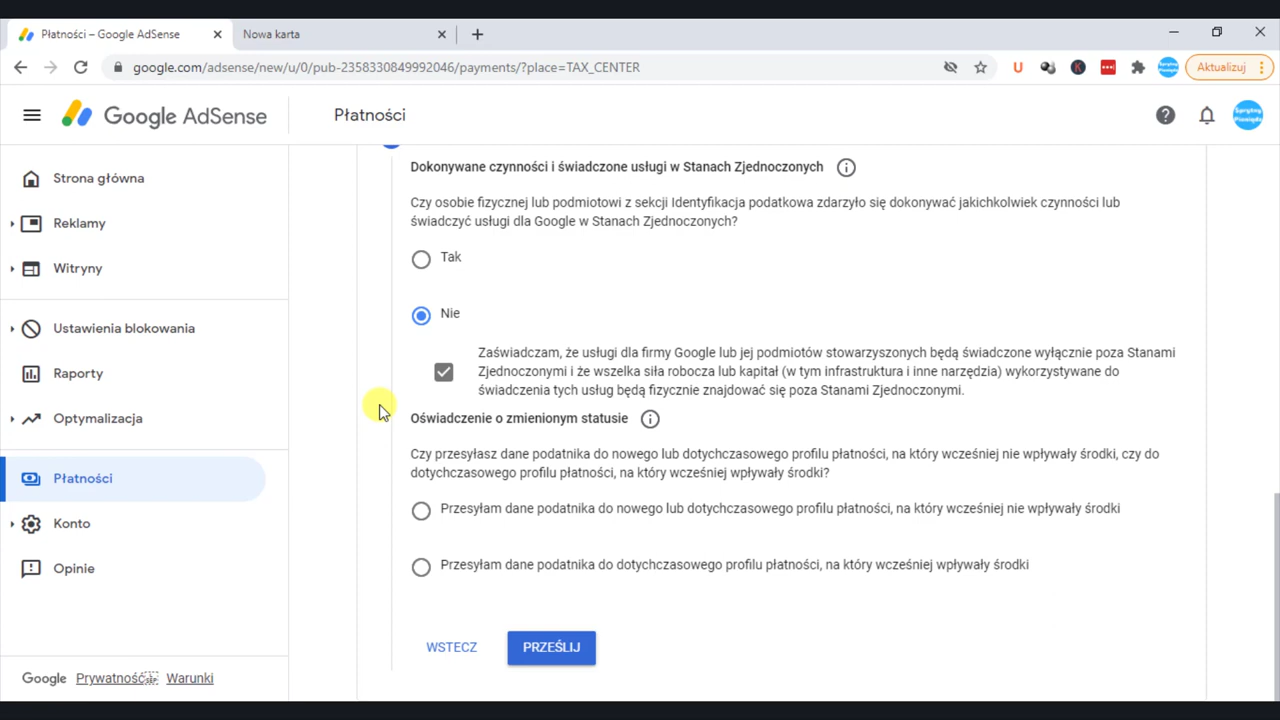 Płatności – Google AdSense
Nowa karta
google.com/adsense/new/u/0/pub-2358330849992046/payments/?place=TAX_CENTER
Aktualizuj
Google AdSense
Płatności
Strona główna
Reklamy
Witryny
Ustawienia blokowania
Raporty
Optymalizacja
Płatności
Konto
Opinie
Google Prywatność Warunki
Dokonywane czynności i świadczone usługi w Stanach Zjednoczonych
Czy osobie fizycznej lub podmiotowi z sekcji Identyfikacja podatkowa zdarzyło się dokonywać jakichkolwiek czynności lub
świadczyć usługi dla Google w Stanach Zjednoczonych?
Tak
Nie
Zaświadczam, że usługi dla firmy Google lub jej podmiotów stowarzyszonych będą świadczone wyłącznie poza Stanami
Zjednoczonymi i że wszelka siła robocza lub kapitał (w tym infrastruktura i inne narzędzia) wykorzystywane do
świadczenia tych usług będą fizycznie znajdować się poza Stanami Zjednoczonymi.
Oświadczenie o zmienionym statusie
Czy przesyłasz dane podatnika do nowego lub dotychczasowego profilu płatności, na który wcześniej nie wpływały środki, czy do
dotychczasowego profilu płatności, na który wcześniej wpływały środki?
Przesyłam dane podatnika do nowego lub dotychczasowego profilu płatności, na który wcześniej nie wpływały środki
Przesyłam dane podatnika do dotychczasowego profilu płatności, na który wcześniej wpływały środki
WSTECZ
PRZEŚLIJ